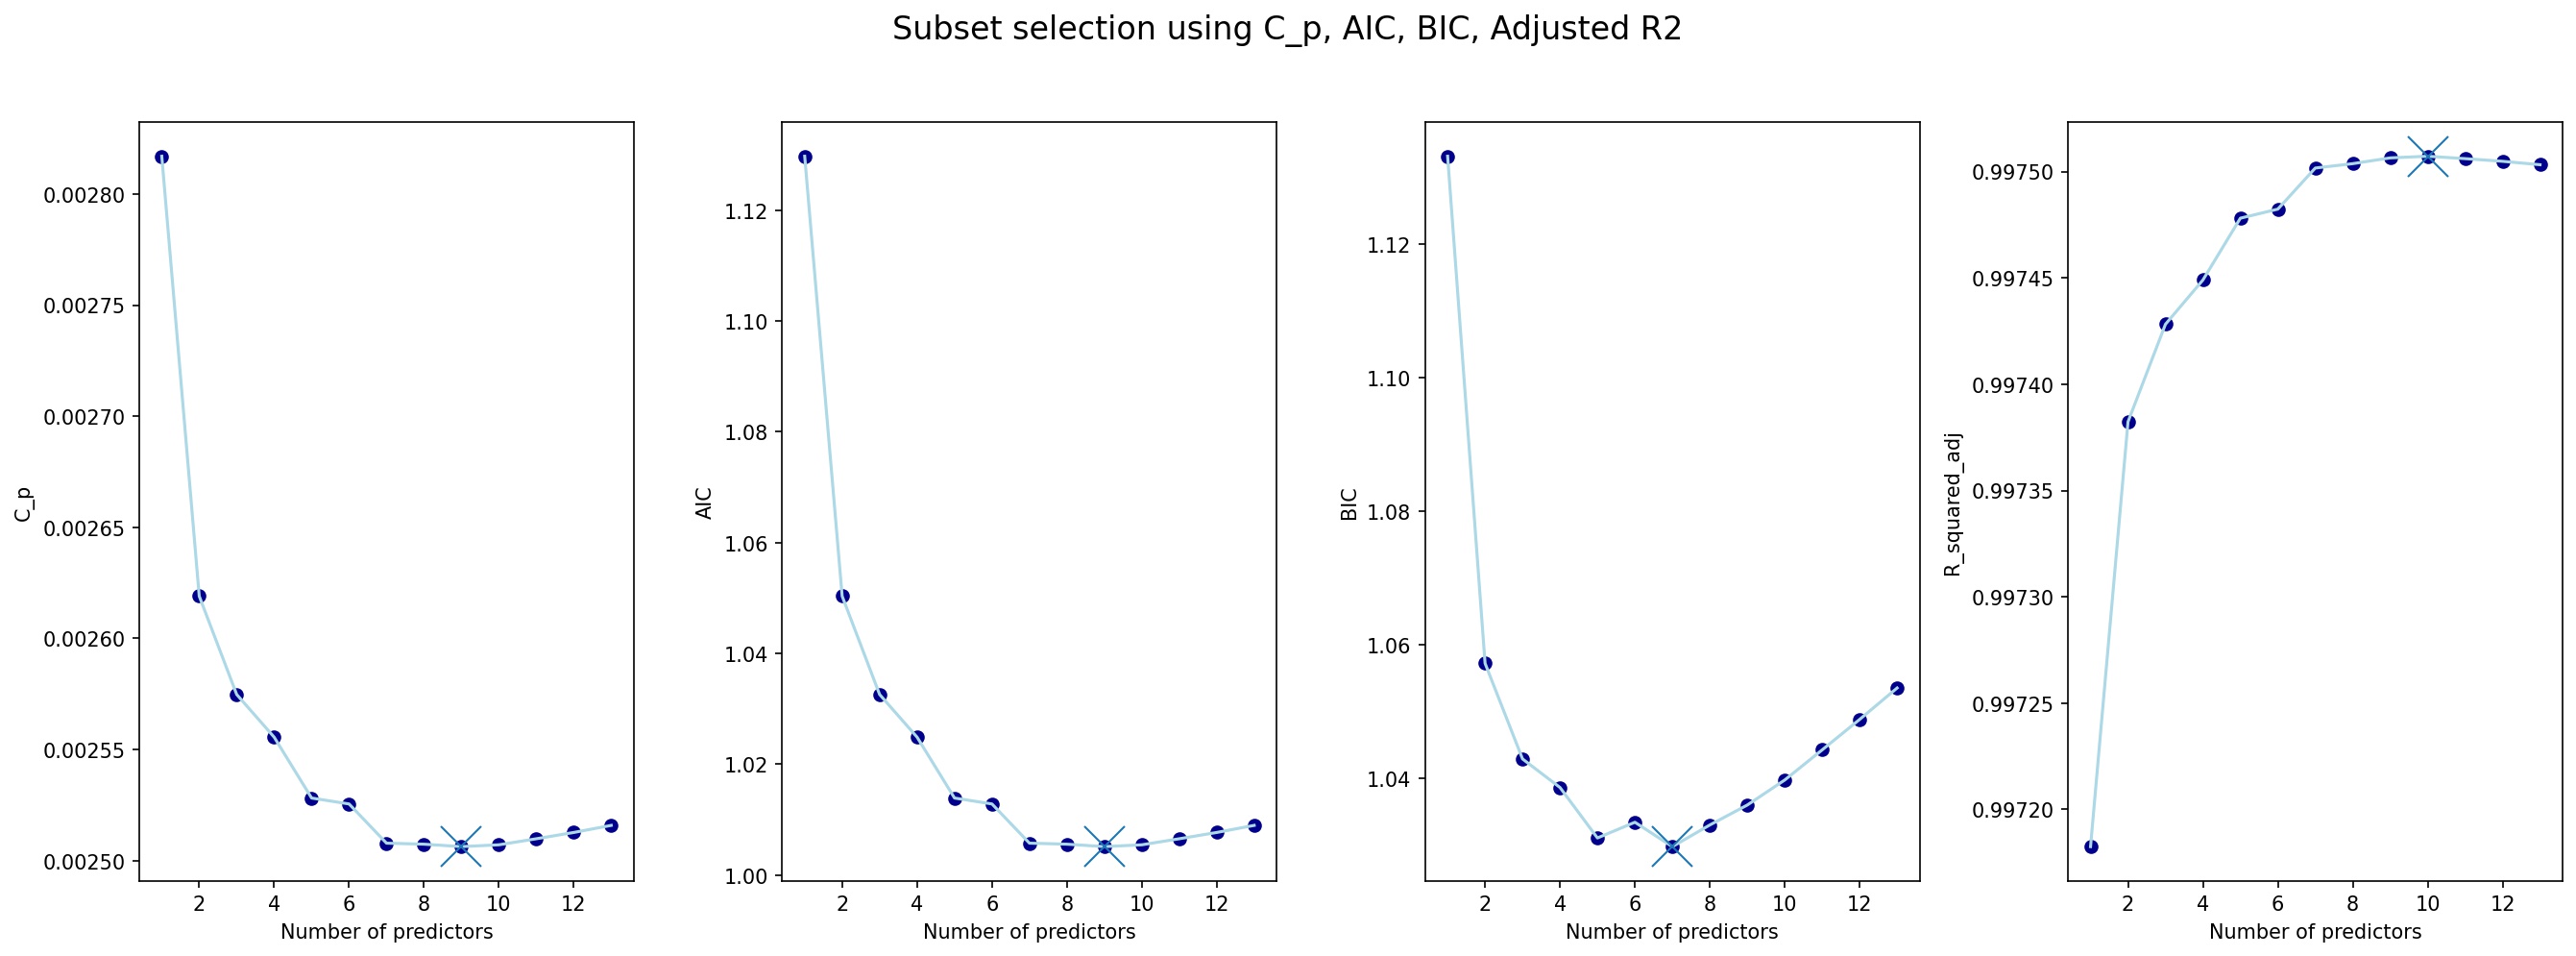 Subset selection using C_p, AIC, BIC, Adjusted R2
C_p
0.00280
0.00275
0.00270
0.00265
0.00260
0.00255
0.00250
2 4 6 8 10 12
Number of predictors
AIC
1.12
1.10
1.08
1.06
1.04
1.02
1.00
2 4 6 8 10 12
Number of predictors
BIC
1.12
1.10
1.08
1.06
1.04
2 4 6 8 10 12
Number of predictors
R_squared_adj
0.99750
0.99745
0.99740
0.99735
0.99730
0.99725
0.99720
2 4 6 8 10 12
Number of predictors